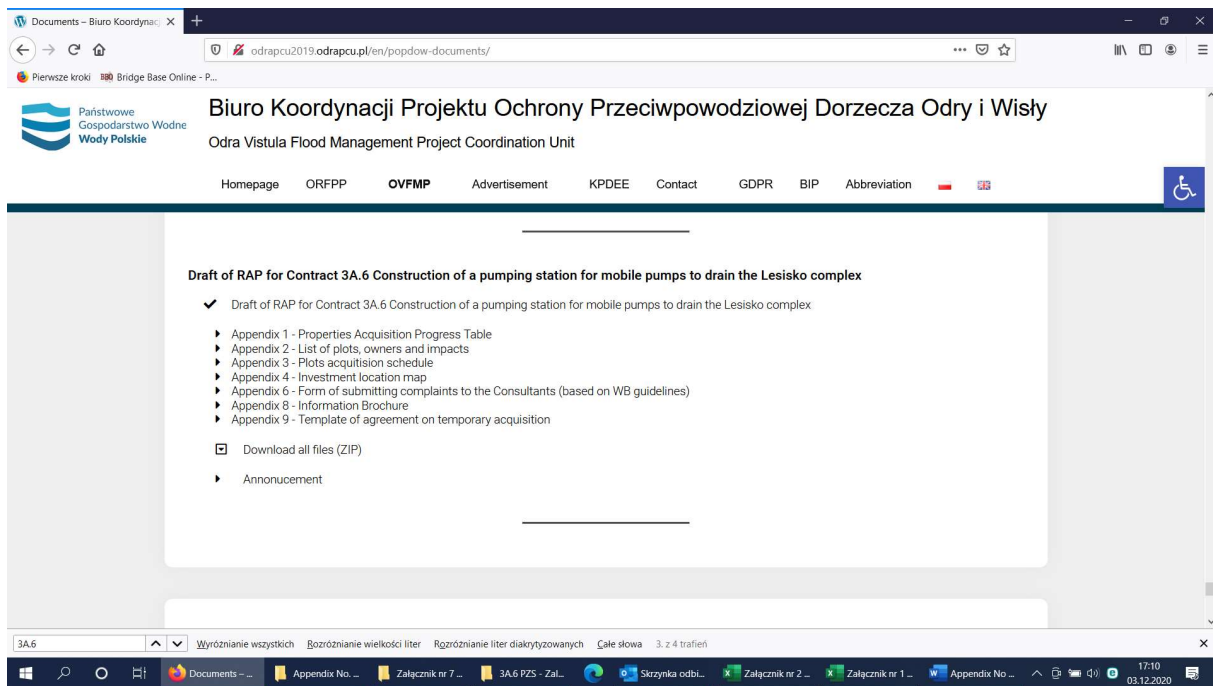 Documents – Biuro Koordynacj
odrapcu2019.odrapcu.pl/en/popdow-documents/
Pierwsze kroki BBO Bridge Base Online - P...
Państwowe
Gospodarstwo Wodne
Wody Polskie
Biuro Koordynacji Projektu Ochrony Przeciwpowodziowej Dorzecza Odry i Wisły
Odra Vistula Flood Management Project Coordination Unit
Homepage ORFPP OVFMP Advertisement KPDEE Contact GDPR BIP Abbreviation
Draft of RAP for Contract 3A.6 Construction of a pumping station for mobile pumps to drain the Lesisko complex
Draft of RAP for Contract 3A.6 Construction of a pumping station for mobile pumps to drain the Lesisko complex
Appendix 1 - Properties Acquisition Progress Table
Appendix 2 - List of plots, owners and impacts
Appendix 3 - Plots acquitision schedule
Appendix 4 - Investment location map
Appendix 6 - Form of submitting complaints to the Consultants (based on WB guidelines)
Appendix 8 - Information Brochure
Appendix 9 - Template of agreement on temporary acquisition
Download all files (ZIP)
Annonucement
3A.6 Wyróżnianie wszystkich Rozróżnianie wielkości liter Rozróżnianie liter diakrytyzowanych Całe słowa 3. z 4 trafień
Documents – ... Appendix No. ... Załącznik nr 7 ... 3A.6 PZS - Zał... Skrzynka odbi... Załącznik nr 2 ... Załącznik nr 1 ... Appendix No ... 17:10
03.12.2020